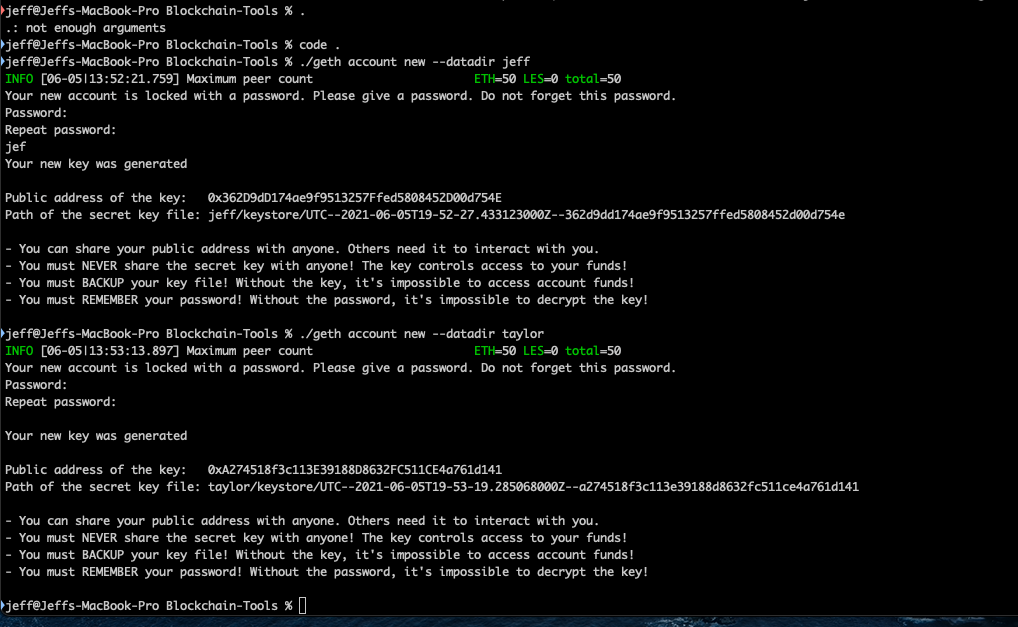 jeff@Jeffs-MacBook-Pro Blockchain-Tools % .
.: not enough arguments
jeff@Jeffs-MacBook-Pro Blockchain-Tools % code .
jeff@Jeffs-MacBook-Pro Blockchain-Tools % ./geth account new --datadir jeff
INFO [06-05|13:52:21.759] Maximum peer count                       ETH=50 LES=0 total=50
Your new account is locked with a password. Please give a password. Do not forget this password.
Password:
Repeat password:
jef
Your new key was generated
Public address of the key:   0x362D9dD174ae9f9513257Ffed5808452D00d754E
Path of the secret key file: jeff/keystore/UTC--2021-06-05T19-52-27.433123000Z--362d9dd174ae9f9513257ffed5808452d00d754e
- You can share your public address with anyone. Others need it to interact with you.
- You must NEVER share the secret key with anyone! The key controls access to your funds!
- You must BACKUP your key file! Without the key, it's impossible to access account funds!
- You must REMEMBER your password! Without the password, it's impossible to decrypt the key!
jeff@Jeffs-MacBook-Pro Blockchain-Tools % ./geth account new --datadir taylor
INFO [06-05|13:53:13.897] Maximum peer count                       ETH=50 LES=0 total=50
Your new account is locked with a password. Please give a password. Do not forget this password.
Password:
Repeat password:
Your new key was generated
Public address of the key:   0xA274518f3c113E39188D8632FC511CE4a761d141
Path of the secret key file: taylor/keystore/UTC--2021-06-05T19-53-19.285068000Z--a274518f3c113e39188d8632fc511ce4a761d141
- You can share your public address with anyone. Others need it to interact with you.
- You must NEVER share the secret key with anyone! The key controls access to your funds!
- You must BACKUP your key file! Without the key, it's impossible to access account funds!
- You must REMEMBER your password! Without the password, it's impossible to decrypt the key!
jeff@Jeffs-MacBook-Pro Blockchain-Tools %